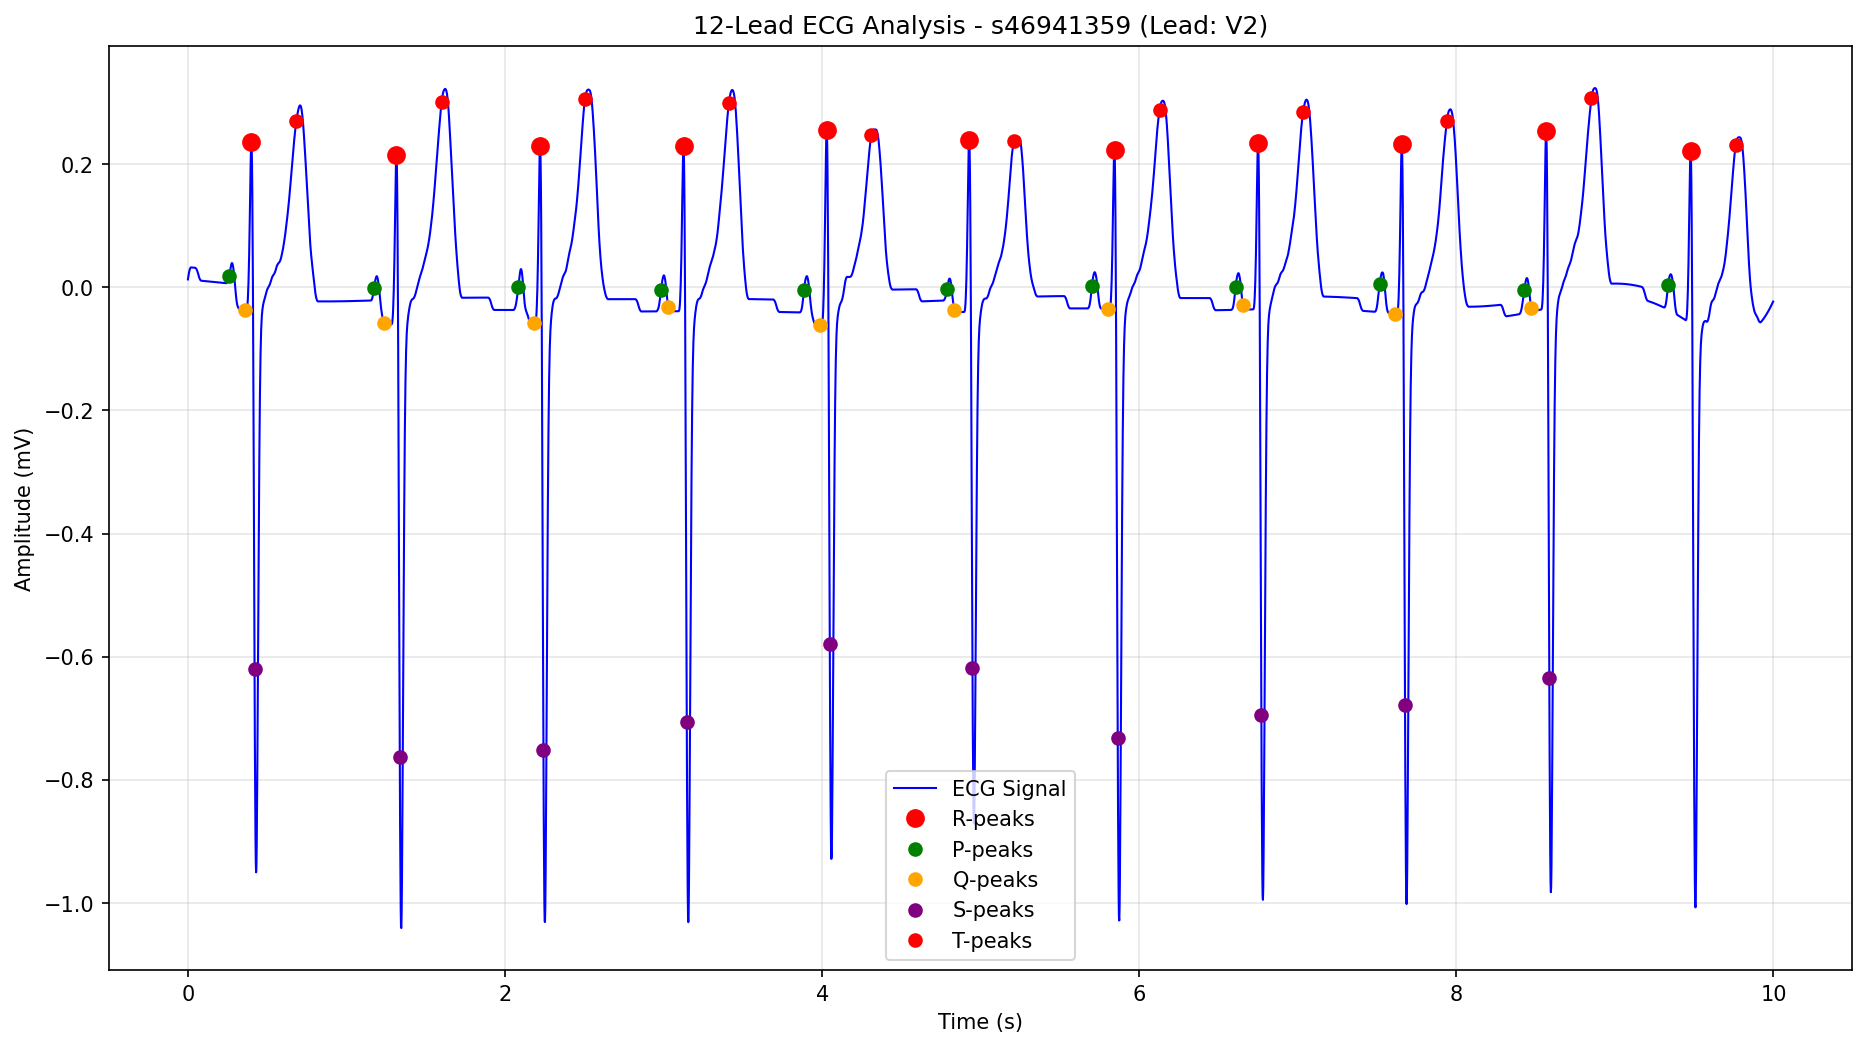 12-Lead ECG Analysis - s46941359 (Lead: V2)
Amplitude (mV)
0.2
0.0
−0.2
−0.4
−0.6
−0.8
−1.0
ECG Signal
R-peaks
P-peaks
Q-peaks
S-peaks
T-peaks
0 2 4 6 8 10
Time (s)